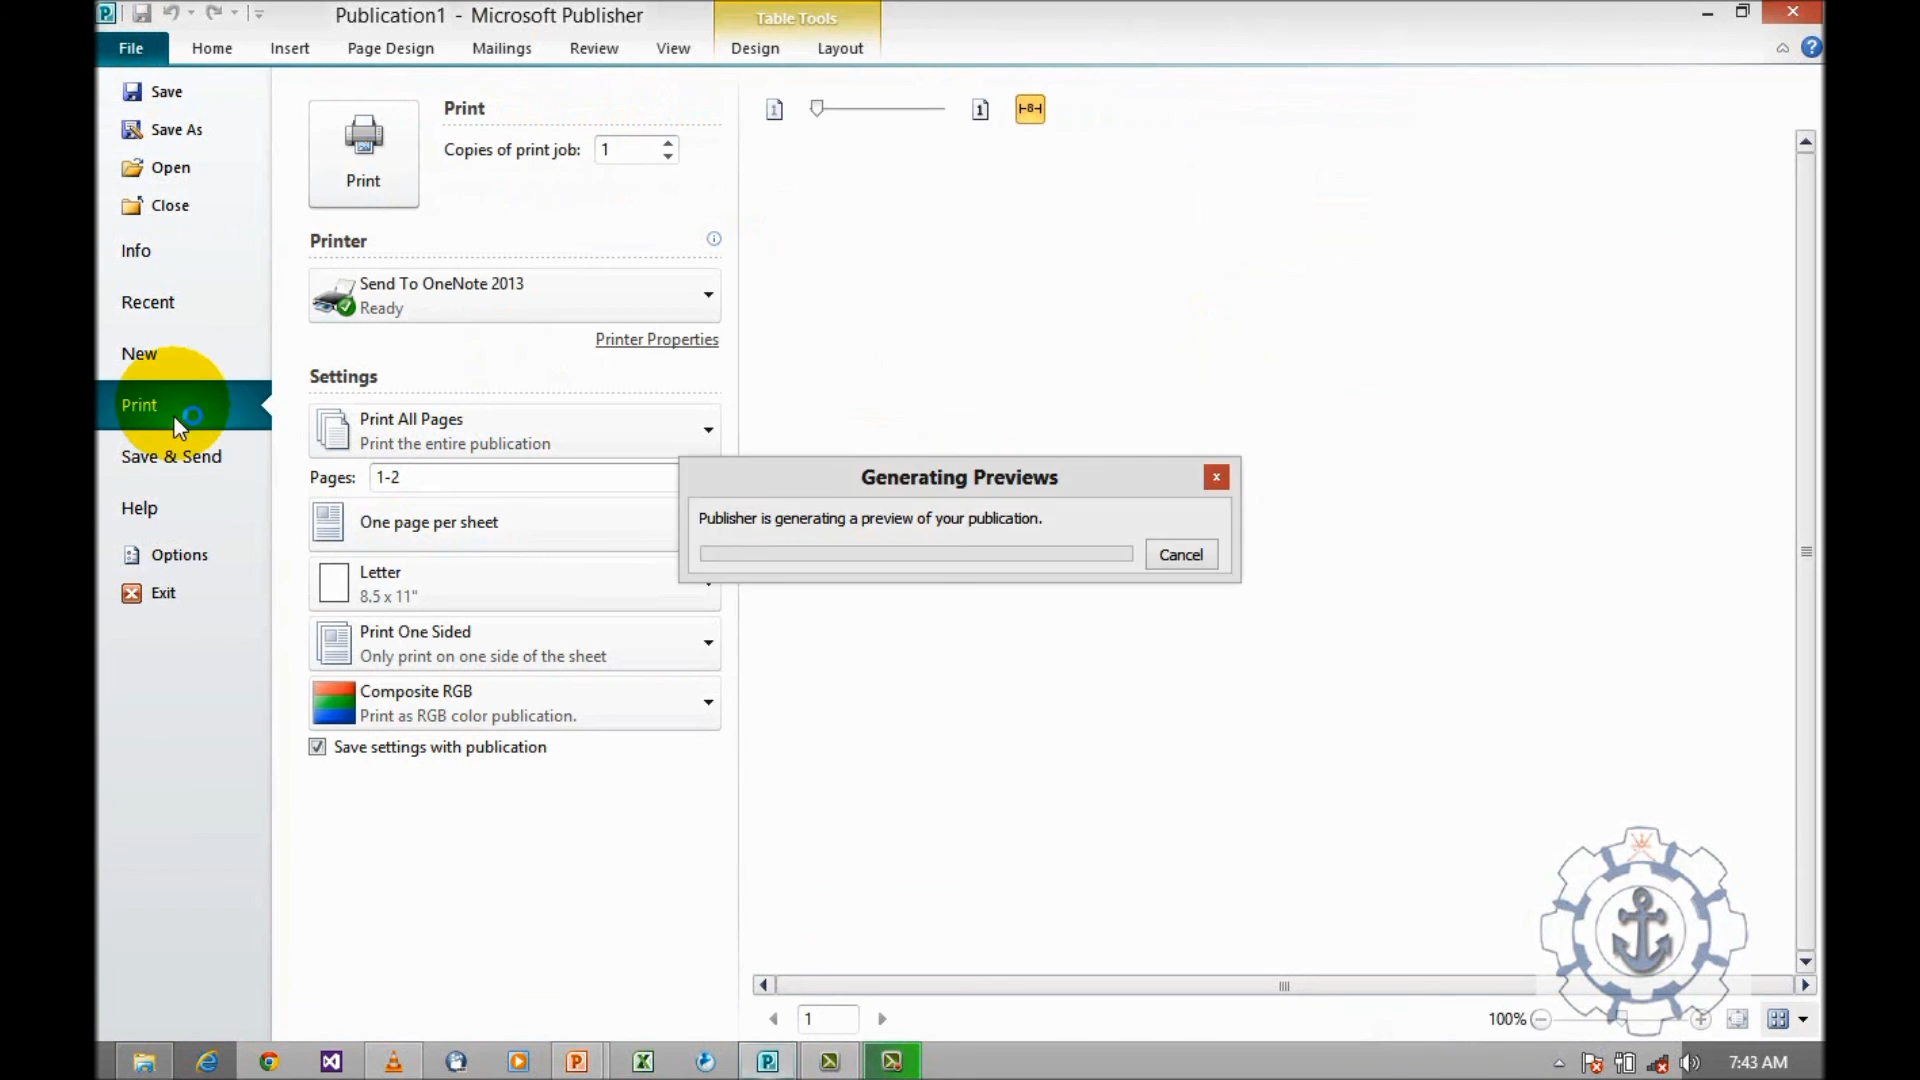 Publication1 - Microsoft Publisher
Table Tools
File Home Insert Page Design Mailings Review View Design Layout
Save
Save As
Open
Close
Info
Recent
New
Print
Save & Send
Help
Options
Exit
Print
Print
Copies of print job: 1
Printer
Send To OneNote 2013
Ready
Printer Properties
Settings
Print All Pages
Print the entire publication
Pages: 1-2
One page per sheet
Letter
8.5 x 11"
Print One Sided
Only print on one side of the sheet
Composite RGB
Print as RGB color publication.
Save settings with publication
1 1
Generating Previews
Publisher is generating a preview of your publication.
Cancel
1
100%
7:43 AM